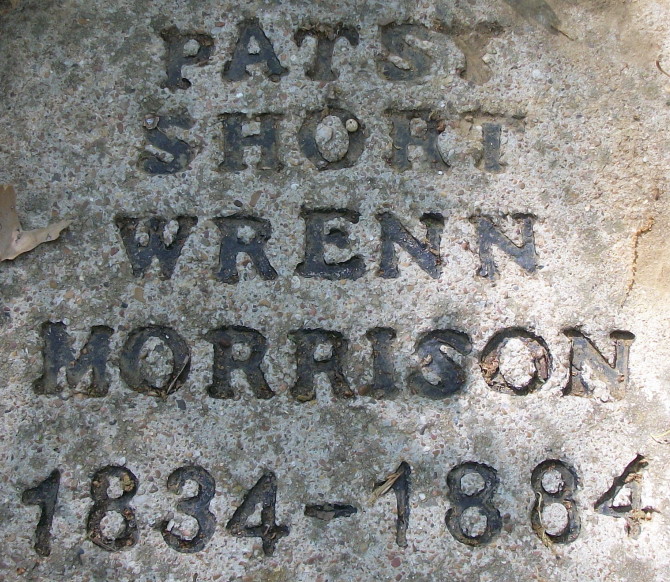 PATSY
SHORT
WRENN
MORRISON
1834-1884